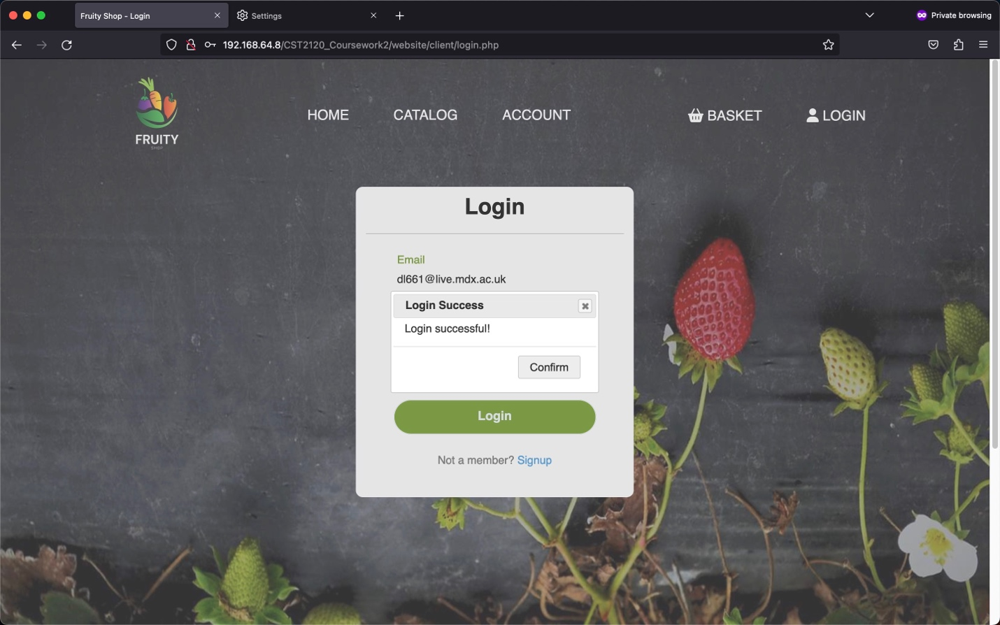 Fruity Shop - Login
Settings
Private browsing
192.168.64.8/CST2120_Coursework2/website/client/login.php
FRUITY
SHOP
HOME
CATALOG
ACCOUNT
BASKET
LOGIN
Login
Email
dl661@live.mdx.ac.uk
Login Success
Login successful!
Confirm
Login
Not a member? Signup